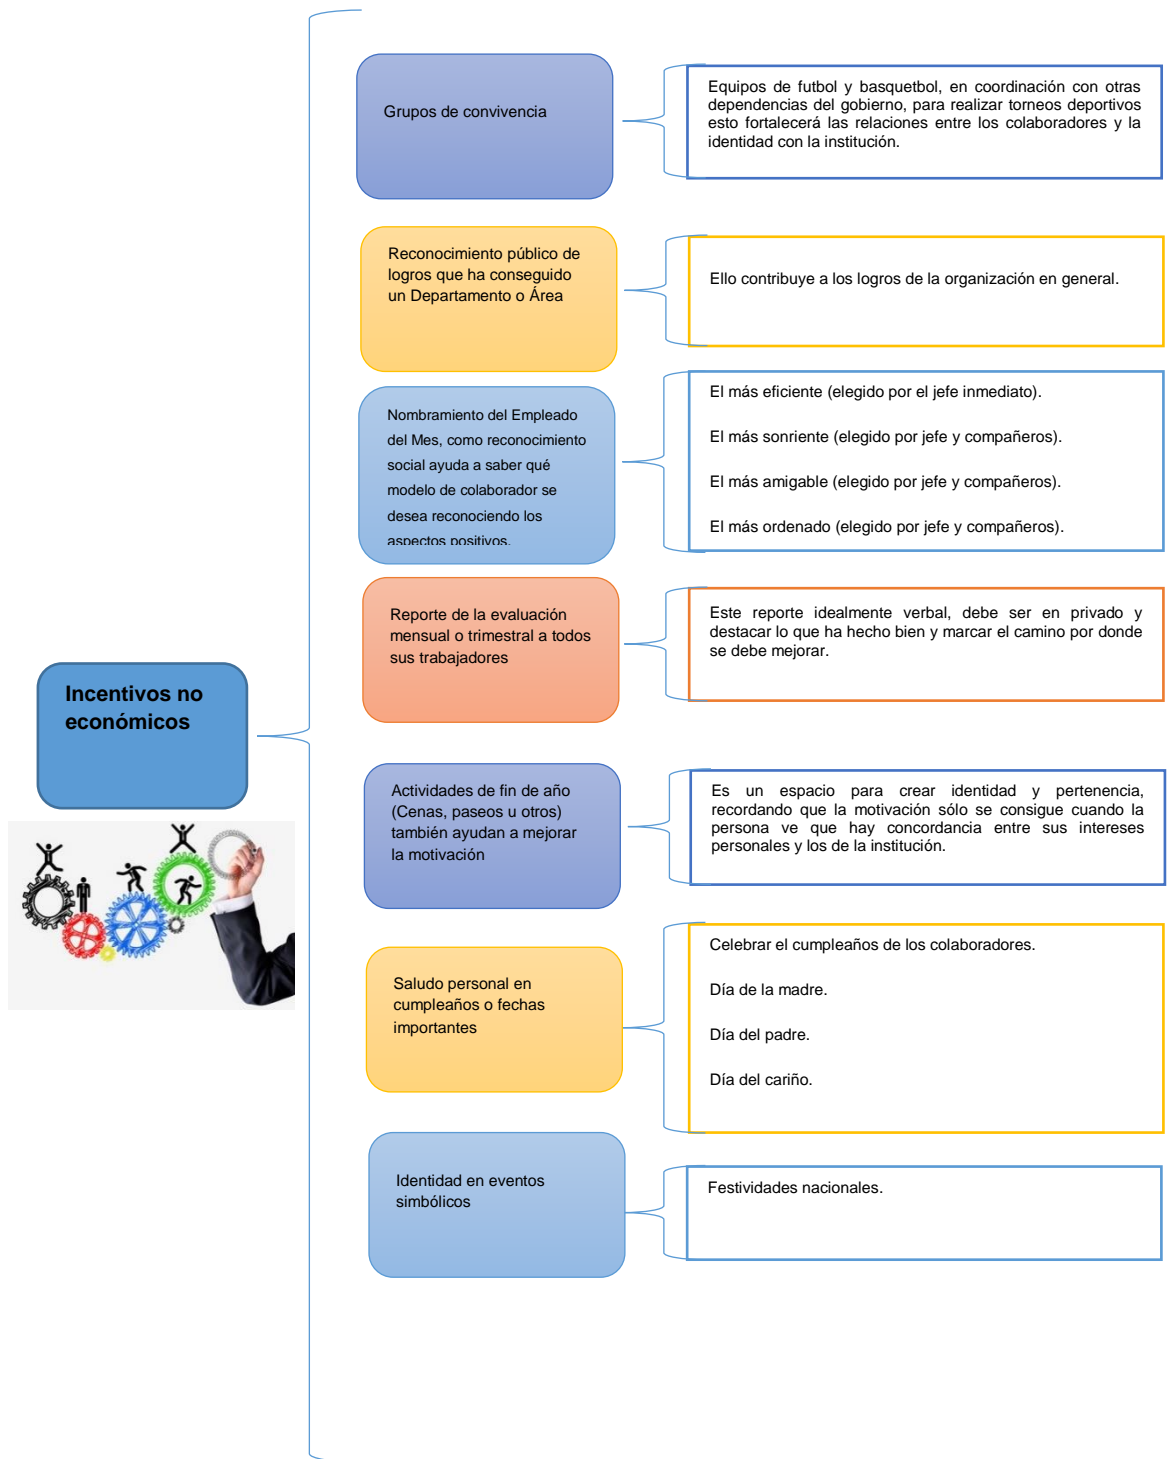 Grupos de convivencia
Equipos de futbol y basquetbol, en coordinación con otras
dependencias del gobierno, para realizar torneos deportivos
esto fortalecerá las relaciones entre los colaboradores y la
identidad con la institución.
Reconocimiento público de
logros que ha conseguido
un Departamento o Área
Ello contribuye a los logros de la organización en general.
Nombramiento del Empleado
del Mes, como reconocimiento
social ayuda a saber qué
modelo de colaborador se
desea reconociendo los
aspectos positivos.
El más eficiente (elegido por el jefe inmediato).
El más sonriente (elegido por jefe y compañeros).
El más amigable (elegido por jefe y compañeros).
El más ordenado (elegido por jefe y compañeros).
Reporte de la evaluación
mensual o trimestral a todos
sus trabajadores
Este reporte idealmente verbal, debe ser en privado y
destacar lo que ha hecho bien y marcar el camino por donde
se debe mejorar.
Incentivos no
económicos
Actividades de fin de año
(Cenas, paseos u otros)
también ayudan a mejorar
la motivación
Es un espacio para crear identidad y pertenencia,
recordando que la motivación sólo se consigue cuando la
persona ve que hay concordancia entre sus intereses
personales y los de la institución.
Saludo personal en
cumpleaños o fechas
importantes
Celebrar el cumpleaños de los colaboradores.
Día de la madre.
Día del padre.
Día del cariño.
Identidad en eventos
simbólicos
Festividades nacionales.